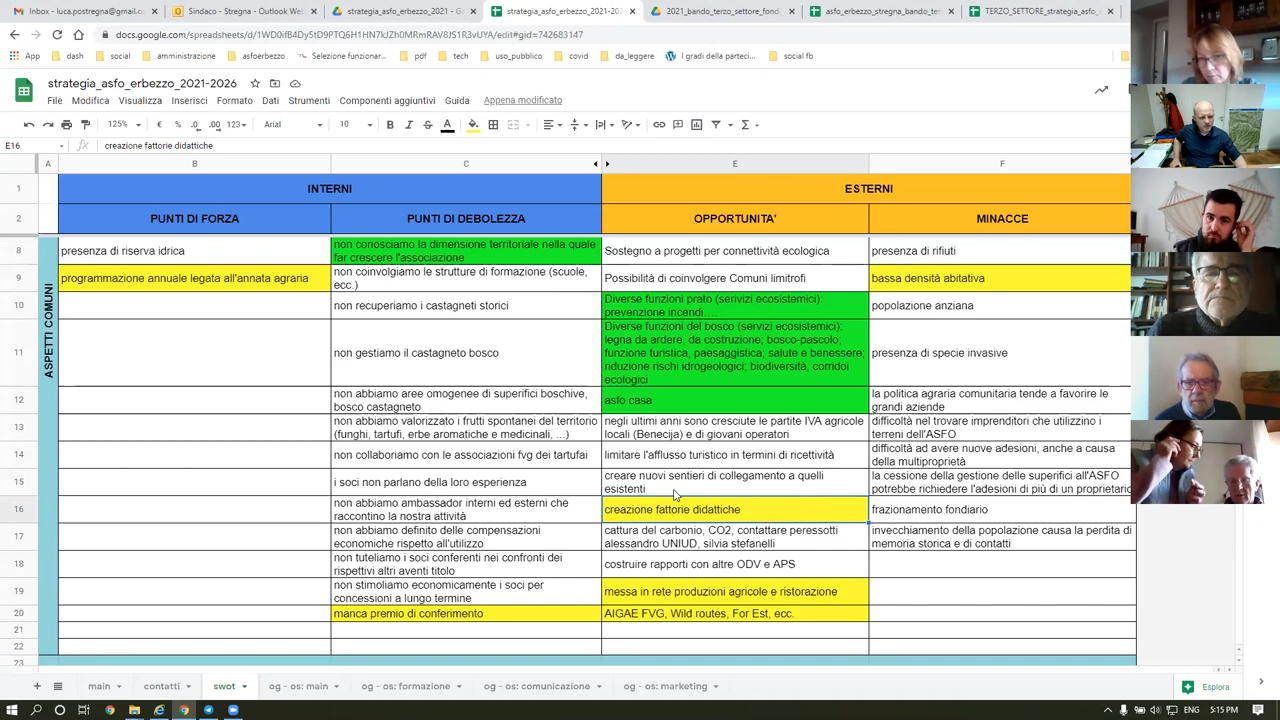 Inbox - luca.postregna@gmail.co
Sindaco - Stregna - Outlook Web
strategia_asfo_erbezzo_2021 - G
strategia_asfo_erbezzo_2021-202
2021_bando_terzo_settore_fond
asfo_erbezzo_stregna_bando_te
TERZO_SETTORE_strategia_asfo_
docs.google.com/spreadsheets/d/1WD0fB4Dy5tD9PTQ6H1HN7kJZh0MRmRAV8JS1R3vUYA/edit#gid=742683147
App
dash
social
amministrazione
asfoerbezzo
Selezione funzionar...
pdf
tech
uso_pubblico
covid
da_leggere
I gradi della parteci...
social fb
strategia_asfo_erbezzo_2021-2026
File Modifica Visualizza Inserisci Formato Dati Strumenti Componenti aggiuntivi Guida Appena modificato
125% € % .0 .00 123 Arial 10 B I S A
E16 fx creazione fattorie didattiche
A B C E F
1 INTERNI ESTERNI
2 PUNTI DI FORZA PUNTI DI DEBOLEZZA OPPORTUNITA' MINACCE
ASPETTI COMUNI
8 presenza di riserva idrica
non conosciamo la dimensione territoriale nella quale
far crescere l'associazione
Sostegno a progetti per connettività ecologica
presenza di rifiuti
9 programmazione annuale legata all'annata agraria
non coinvolgiamo le strutture di formazione (scuole,
ecc.)
Possibilità di coinvolgere Comuni limitrofi
bassa densità abitativa
10 non recuperiamo i castagneti storici
Diverse funzioni prato (serivizi ecosistemici):
prevenzione incendi....
popolazione anziana
11 non gestiamo il castagneto bosco
Diverse funzioni del bosco (servizi ecosistemici):
legna da ardere, da costruzione; bosco-pascolo;
funzione turistica, paesaggistica; salute e benessere;
riduzione rischi idrogeologici; biodiversità, corridoi
ecologici
presenza di specie invasive
12 non abbiamo aree omogenee di superifici boschive,
bosco castagneto
asfo casa
la politica agraria comunitaria tende a favorire le
grandi aziende
13 non abbiamo valorizzato i frutti spontanei del territorio
(funghi, tartufi, erbe aromatiche e medicinali, ...)
negli ultimi anni sono cresciute le partite IVA agricole
locali (Benecija) e di giovani operatori
difficoltà nel trovare imprenditori che utilizzino i
terreni dell'ASFO
14 non collaboriamo con le associazioni fvg dei tartufai
limitare l'afflusso turistico in termini di ricettività
difficoltà ad avere nuove adesioni, anche a causa
della multiproprietà
15 i soci non parlano della loro esperienza
creare nuovi sentieri di collegamento a quelli
esistenti
la cessione della gestione delle superifici all'ASFO
potrebbe richiedere l'adesioni di più di un proprietario
16 non abbiamo ambassador interni ed esterni che
raccontino la nostra attività
creazione fattorie didattiche
frazionamento fondiario
17 non abbiamo definito delle compensazioni
economiche rispetto all'utilizzo
cattura del carbonio, CO2, contattare peressotti
alessandro UNIUD, silvia stefanelli
invecchiamento della popolazione causa la perdita di
memoria storica e di contatti
18 non tuteliamo i soci conferenti nei confronti dei
rispettivi altri aventi titolo
costruire rapporti con altre ODV e APS
19 non stimoliamo economicamente i soci per
concessioni a lungo termine
messa in rete produzioni agricole e ristorazione
20 manca premio di conferimento
AIGAE FVG, Wild routes, For Est, ecc.
21
22
23
main contatti swot og - os: main og - os: formazione og - os: comunicazione og - os: marketing Esplora
ENG 5:15 PM